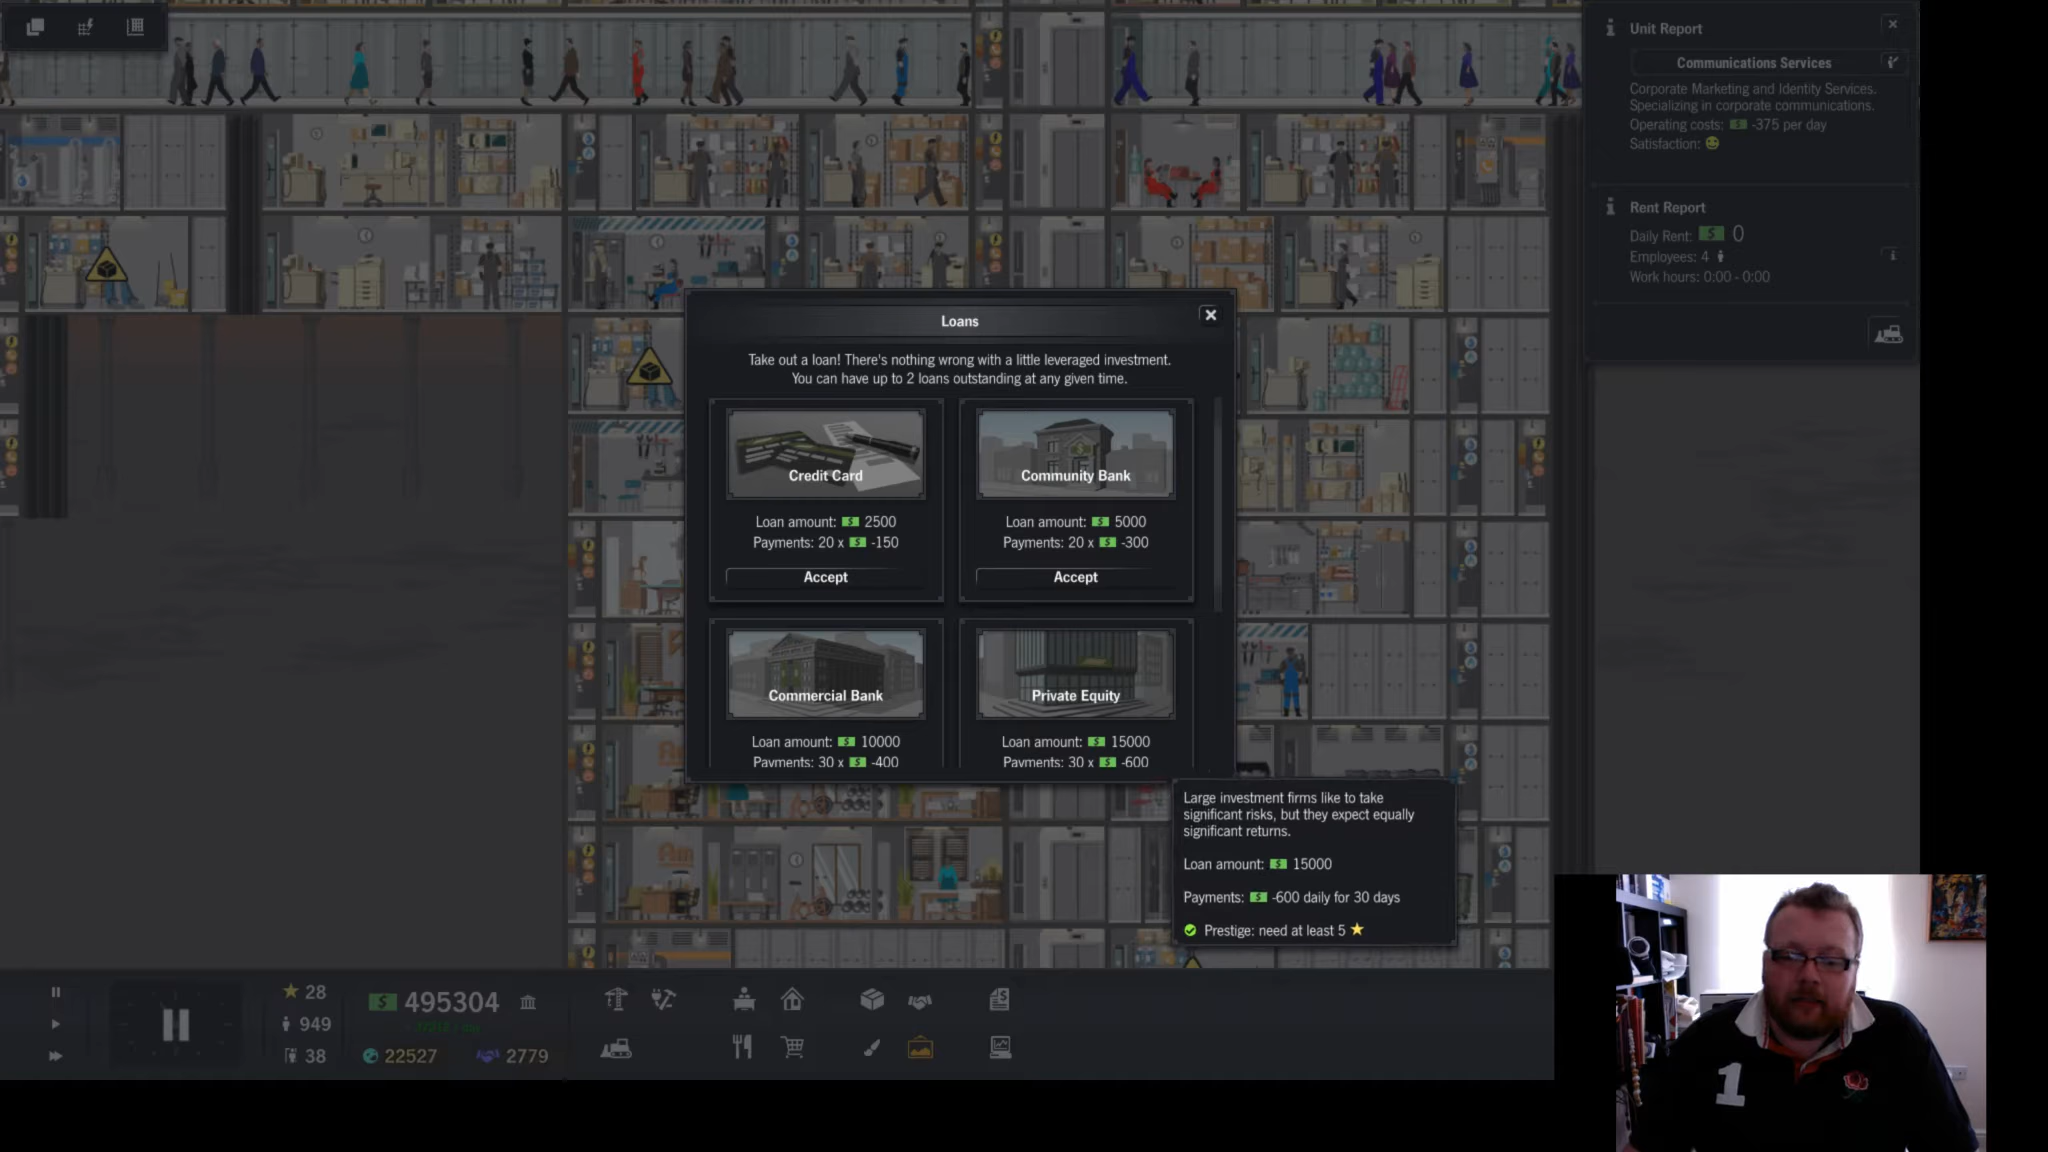 Unit Report
Communications Services
Corporate Marketing and Identity Services.
Specializing in corporate communications.
Operating costs: $ -375 per day
Satisfaction:
Rent Report
Daily Rent: $ 0
Employees: 4
Work hours: 0:00 - 0:00
Loans
Take out a loan! There's nothing wrong with a little leveraged investment.
You can have up to 2 loans outstanding at any given time.
Credit Card
Loan amount: $ 2500
Payments: 20 x $ -150
Accept
Community Bank
Loan amount: $ 5000
Payments: 20 x $ -300
Accept
Commercial Bank
Loan amount: $ 10000
Payments: 30 x $ -400
Private Equity
Loan amount: $ 15000
Payments: 30 x $ -600
Large investment firms like to take
significant risks, but they expect equally
significant returns.
Loan amount: $ 15000
Payments: $ -600 daily for 30 days
Prestige: need at least 5
28
949
38
$ 495304
22527
2779
1